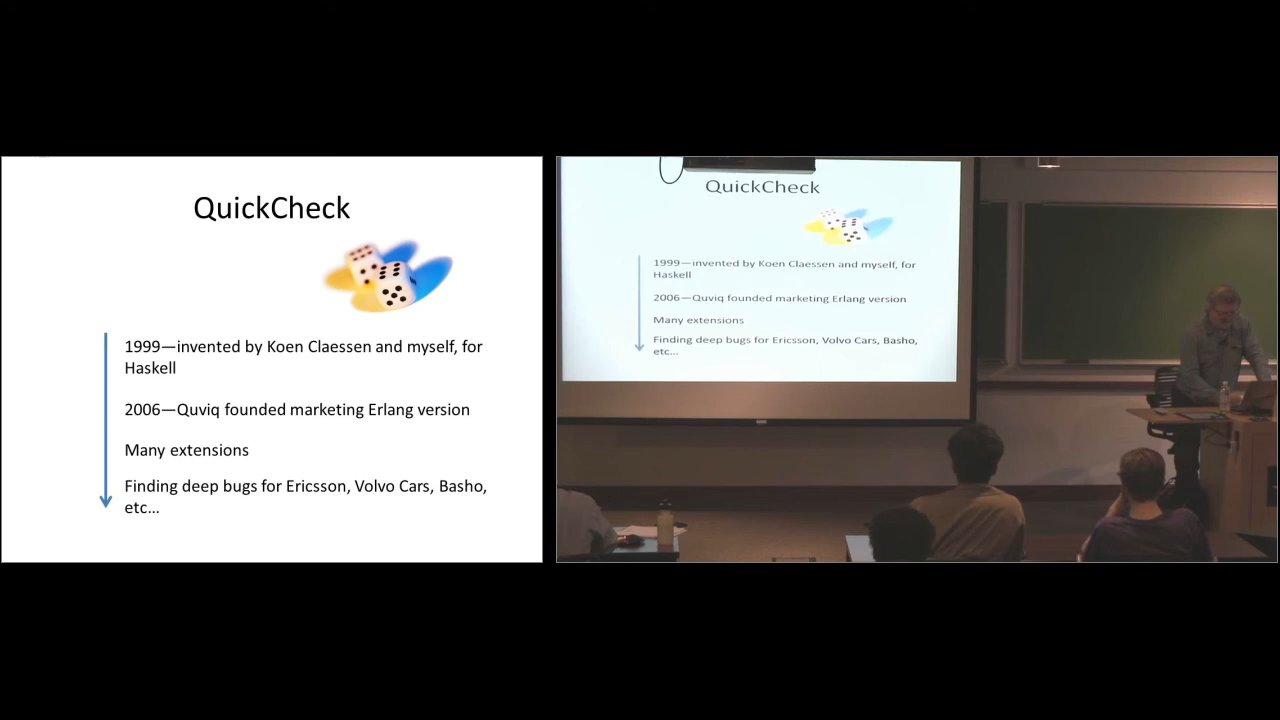 QuickCheck
1999—invented by Koen Claessen and myself, for
Haskell
2006—Quviq founded marketing Erlang version
Many extensions
Finding deep bugs for Ericsson, Volvo Cars, Basho,
etc...
QuickCheck
1999—invented by Koen Claessen and myself, for
Haskell
2006—Quviq founded marketing Erlang version
Many extensions
Finding deep bugs for Ericsson, Volvo Cars, Basho,
etc...